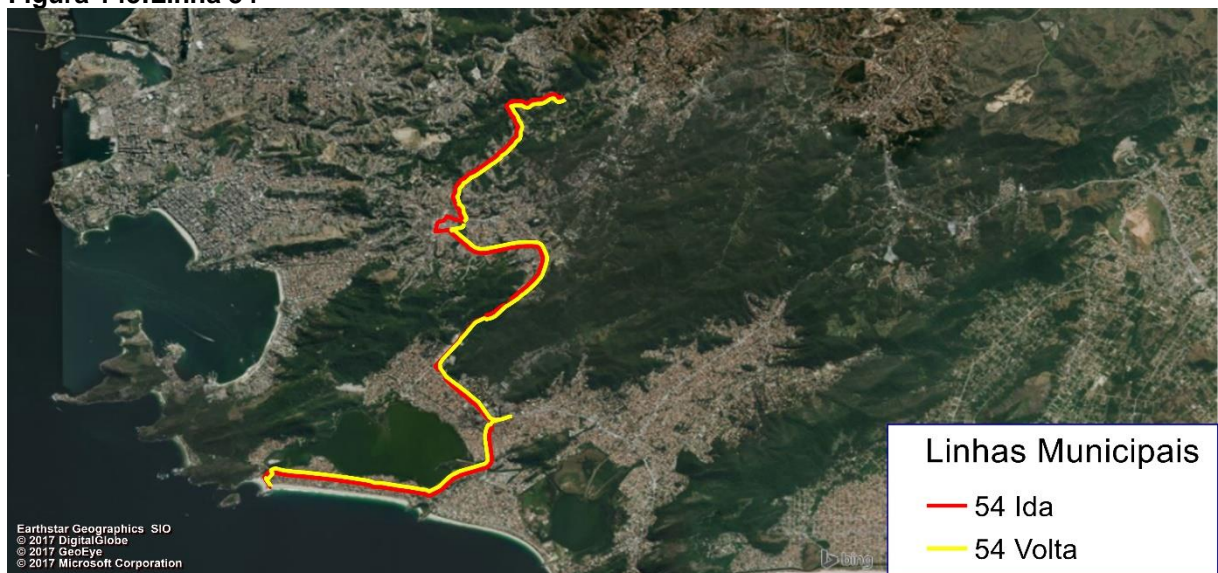 Linhas Municipais
54 Ida
54 Volta
Earthstar Geographics SIO
© 2017 DigitalGlobe
© 2017 GeoEye
© 2017 Microsoft Corporation
bing